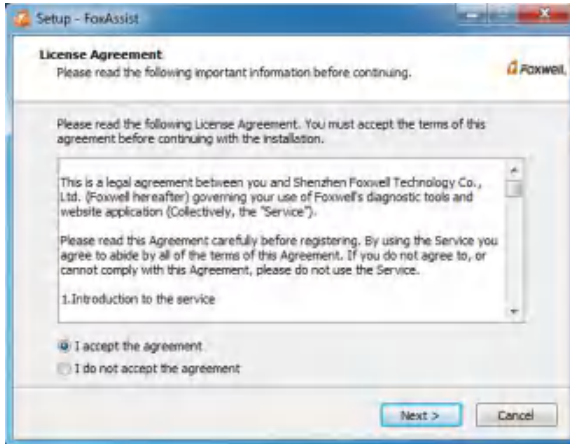 Setup - FoxAssist
License Agreement
Please read the following important information before continuing.
Foxwell
Please read the following License Agreement. You must accept the terms of this
agreement before continuing with the installation.
This is a legal agreement between you and Shenzhen Foxwell Technology Co.,
Ltd. (Foxwell hereafter) governing your use of Foxwell's diagnostic tools and
website application (Collectively, the "Service").
Please read this Agreement carefully before registering. By using the Service you
agree to abide by all of the terms of this Agreement. If you do not agree to, or
cannot comply with this Agreement, please do not use the Service.
1.Introduction to the service
I accept the agreement
I do not accept the agreement
Next >
Cancel